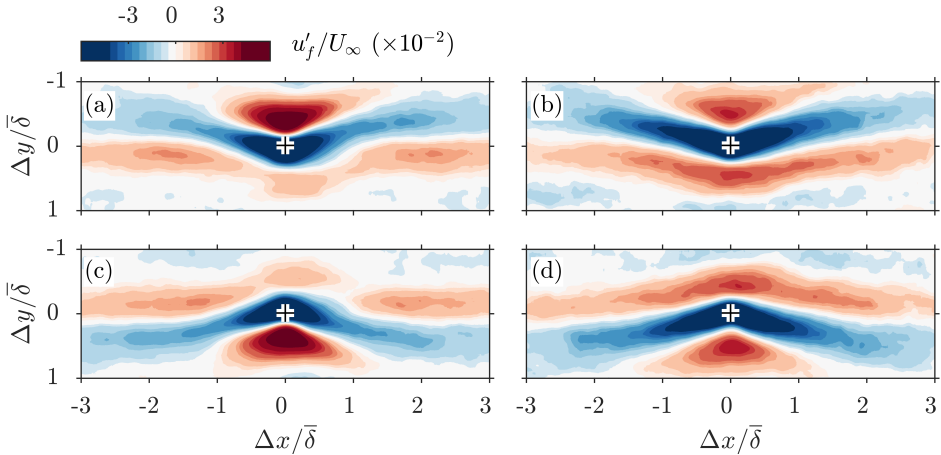 -3 0 3
u′_f/U_∞ (×10⁻²)
-1 (a) (b)
Δy/δ̅ 0
1
-1 (c) (d)
Δy/δ̅ 0
1
-3 -2 -1 0 1 2 3 -3 -2 -1 0 1 2 3
Δx/δ̅ Δx/δ̅